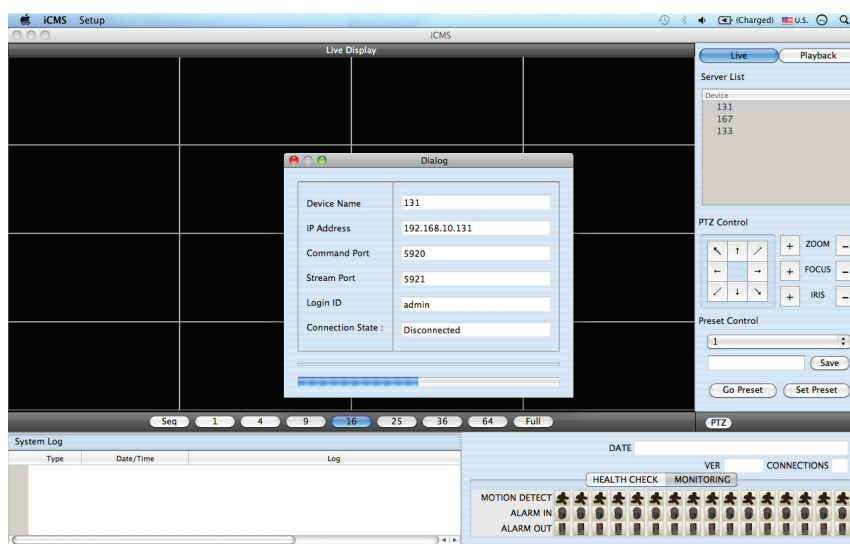 iCMS Setup (Charged) U.S.
iCMS
Live Display
Live Playback
Server List
Device
131
167
133
Dialog
Device Name 131
IP Address 192.168.10.131
Command Port 5920
Stream Port 5921
Login ID admin
Connection State : Disconnected
PTZ Control
+ ZOOM −
+ FOCUS −
+ IRIS −
Preset Control
1
Save
Go Preset Set Preset
Seq 1 4 9 16 25 36 64 Full PTZ
System Log
Type Date/Time Log
DATE
VER CONNECTIONS
HEALTH CHECK MONITORING
MOTION DETECT
ALARM IN
ALARM OUT